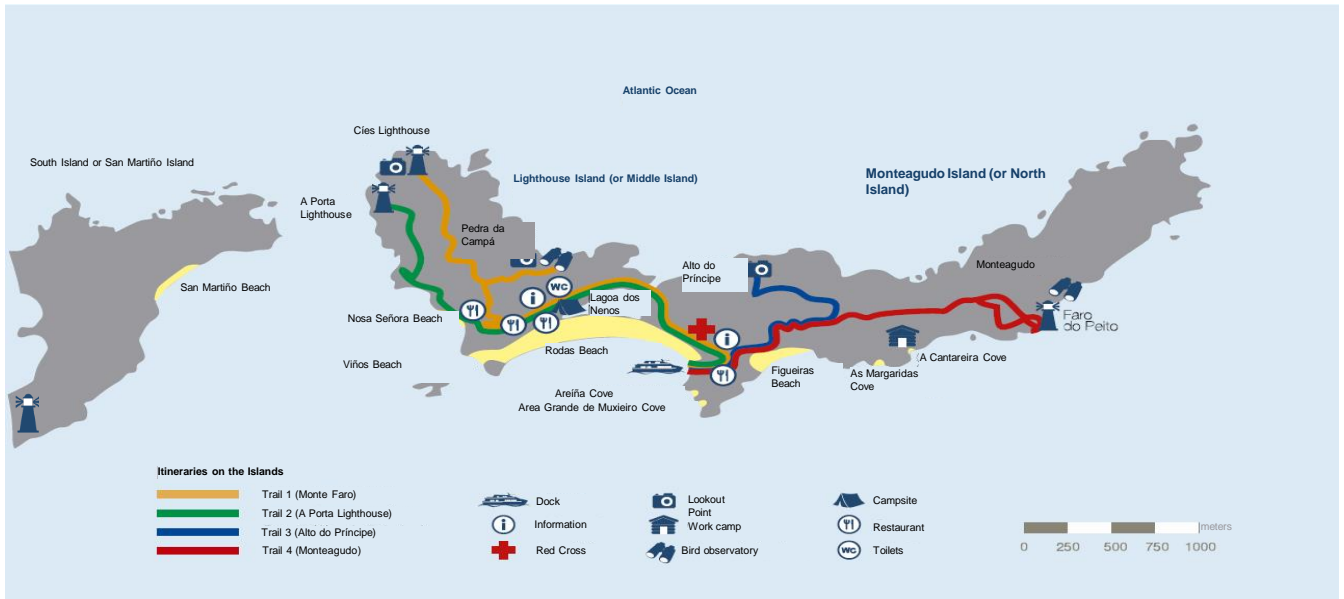 Atlantic Ocean
Cíes Lighthouse
South Island or San Martiño Island
Lighthouse Island (or Middle Island)
Monteagudo Island (or North
Island)
A Porta
Lighthouse
Pedra da
Campá
San Martiño Beach
Alto do
Príncipe
Monteagudo
WC
i
Lagoa dos
Nenos
Nosa Señora Beach
Faro
do Peito
i
Rodas Beach
Viños Beach
Figueiras
Beach
A Cantareira Cove
As Margaridas
Cove
Areíña Cove
Area Grande de Muxieiro Cove
Itineraries on the Islands
Trail 1 (Monte Faro)
Trail 2 (A Porta Lighthouse)
Trail 3 (Alto do Príncipe)
Trail 4 (Monteagudo)
Dock
i Information
Red Cross
Lookout
Point
Work camp
Bird observatory
Campsite
Restaurant
WC Toilets
meters
0 250 500 750 1000